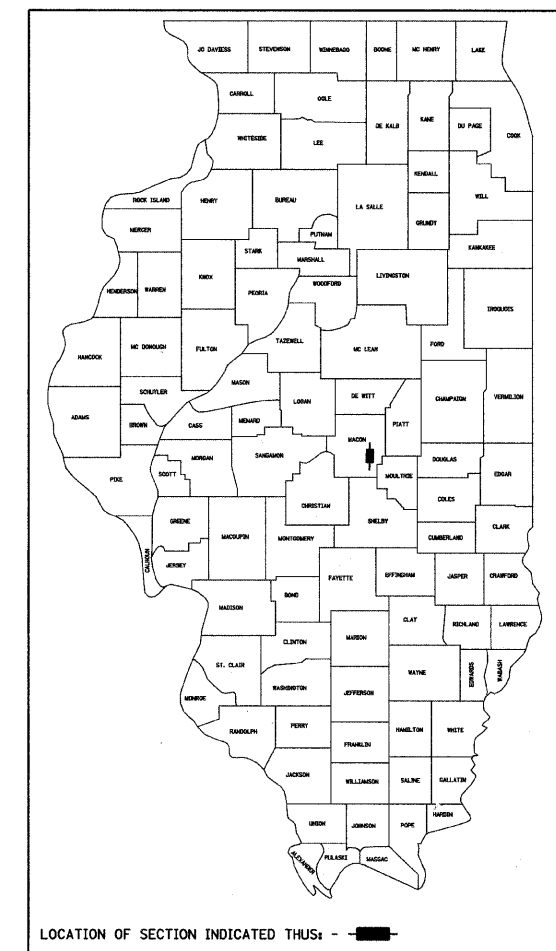 JO DAVIESS STEVENSON WINNEBAGO BOONE MC HENRY LAKE
CARROLL OGLE DE KALB KANE DU PAGE COOK
WHITESIDE LEE
KENDALL WILL
ROCK ISLAND HENRY BUREAU LA SALLE GRUNDY
MERCER PUTNAM KANKAKEE
STARK MARSHALL LIVINGSTON
HENDERSON WARREN KNOX PEORIA WOODFORD IROQUOIS
HANCOCK MC DONOUGH FULTON TAZEWELL MC LEAN FORD
SCHUYLER MASON LOGAN DE WITT CHAMPAIGN VERMILION
ADAMS BROWN CASS MENARD PIATT
MORGAN SANGAMON MACON DOUGLAS
PIKE SCOTT MOULTRIE EDGAR
CHRISTIAN COLES
GREENE MACOUPIN MONTGOMERY SHELBY CUMBERLAND CLARK
CALHOUN JERSEY FAYETTE EFFINGHAM JASPER CRAWFORD
MADISON BOND CLAY RICHLAND LAWRENCE
CLINTON MARION
ST. CLAIR WAYNE EDWARDS WABASH
MONROE WASHINGTON JEFFERSON
RANDOLPH PERRY HAMILTON WHITE
FRANKLIN
JACKSON WILLIAMSON SALINE GALLATIN
HARDIN
UNION JOHNSON POPE
ALEXANDER PULASKI MASSAC
LOCATION OF SECTION INDICATED THUS: -